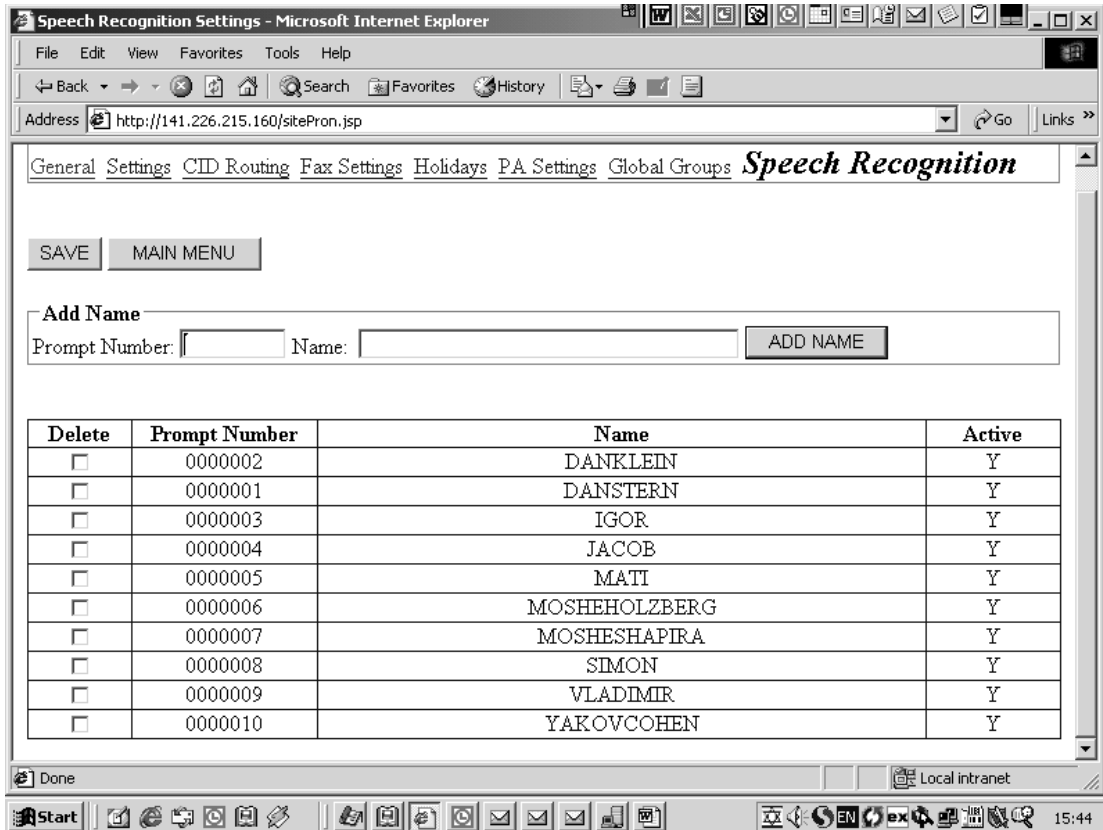 Speech Recognition Settings - Microsoft Internet Explorer
File Edit View Favorites Tools Help
Back Search Favorites History
Address http://141.226.215.160/sitePron.jsp Go Links »
General Settings CID Routing Fax Settings Holidays PA Settings Global Groups Speech Recognition
SAVE MAIN MENU
Add Name
Prompt Number: Name: ADD NAME
Delete Prompt Number Name Active
0000002 DANKLEIN Y
0000001 DANSTERN Y
0000003 IGOR Y
0000004 JACOB Y
0000005 MATI Y
0000006 MOSHEHOLZBERG Y
0000007 MOSHESHAPIRA Y
0000008 SIMON Y
0000009 VLADIMIR Y
0000010 YAKOVCOHEN Y
Done Local intranet
Start EN ex 15:44